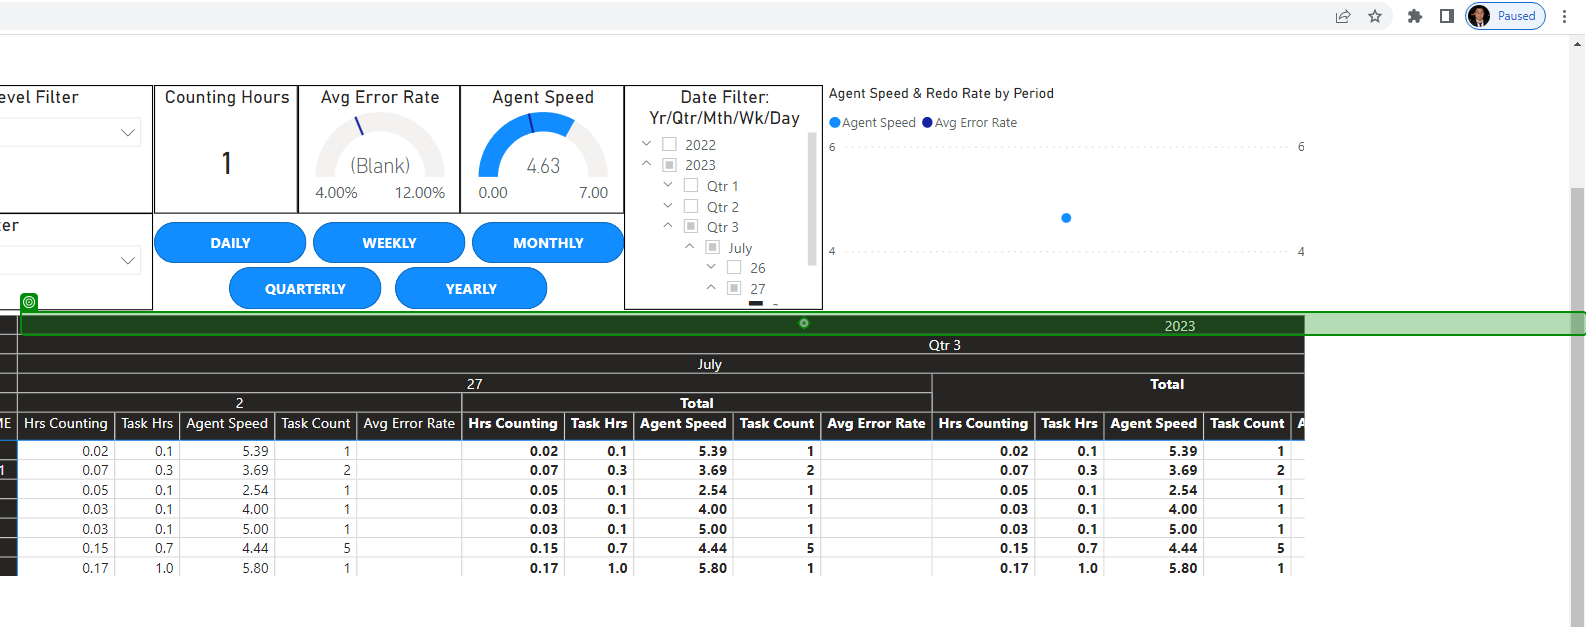 Paused
evel Filter
Counting Hours
1
Avg Error Rate
(Blank)
4.00% 12.00%
Agent Speed
4.63
0.00 7.00
Date Filter:
Yr/Qtr/Mth/Wk/Day
2022
2023
Qtr 1
Qtr 2
Qtr 3
July
26
27
Agent Speed & Redo Rate by Period
Agent Speed Avg Error Rate
6 6
4 4
ter
DAILY WEEKLY MONTHLY
QUARTERLY YEARLY
2023
Qtr 3
July
27 Total
2 Total
ME Hrs Counting Task Hrs Agent Speed Task Count Avg Error Rate Hrs Counting Task Hrs Agent Speed Task Count Avg Error Rate Hrs Counting Task Hrs Agent Speed Task Count A
0.02 0.1 5.39 1 0.02 0.1 5.39 1 0.02 0.1 5.39 1
1 0.07 0.3 3.69 2 0.07 0.3 3.69 2 0.07 0.3 3.69 2
0.05 0.1 2.54 1 0.05 0.1 2.54 1 0.05 0.1 2.54 1
0.03 0.1 4.00 1 0.03 0.1 4.00 1 0.03 0.1 4.00 1
0.03 0.1 5.00 1 0.03 0.1 5.00 1 0.03 0.1 5.00 1
0.15 0.7 4.44 5 0.15 0.7 4.44 5 0.15 0.7 4.44 5
0.17 1.0 5.80 1 0.17 1.0 5.80 1 0.17 1.0 5.80 1